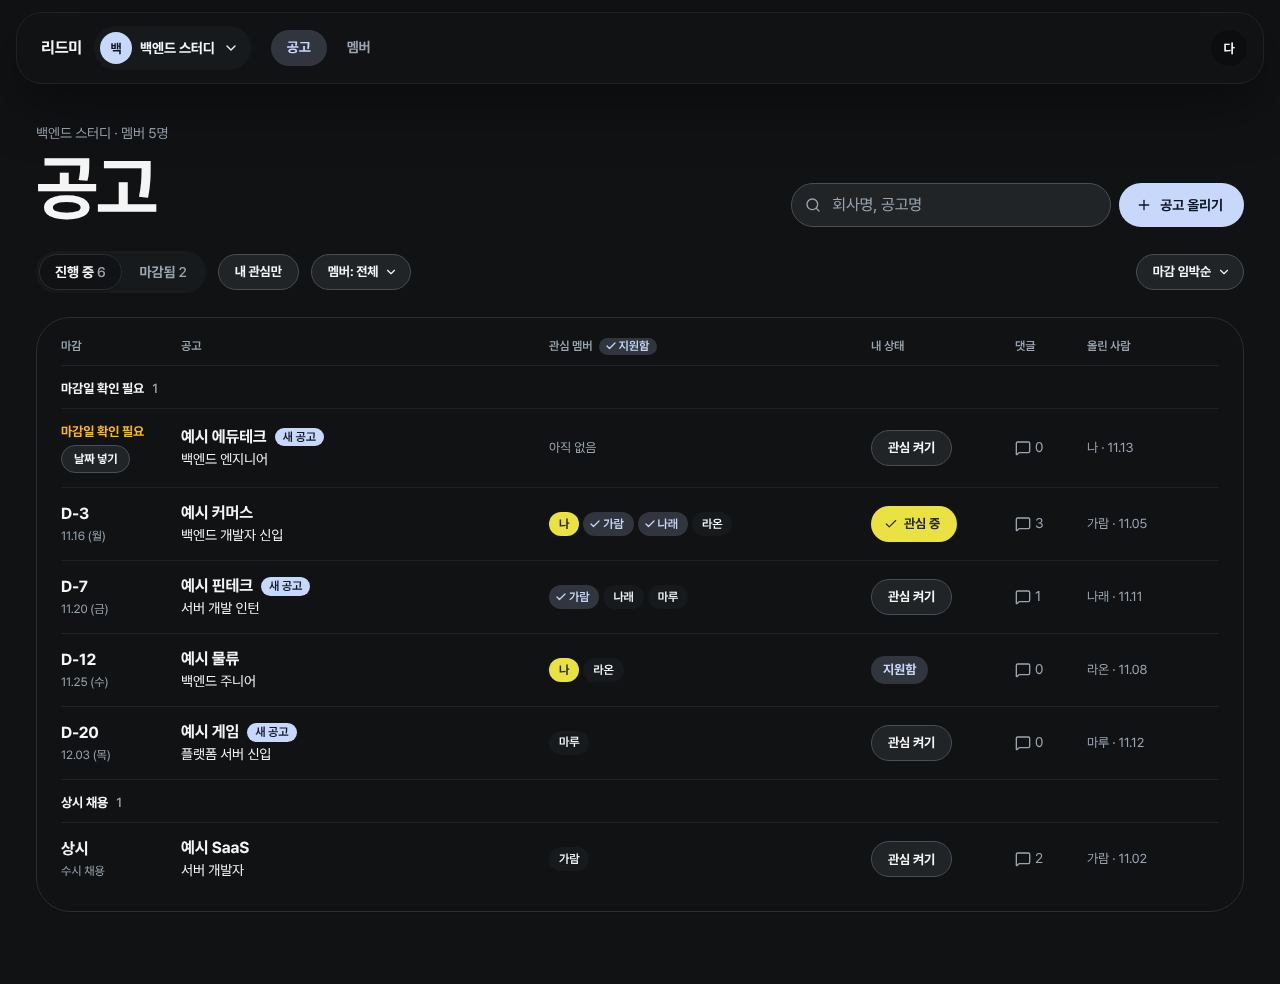 리드미 백 백엔드 스터디 공고 멤버 다
백엔드 스터디 · 멤버 5명
공고
회사명, 공고명 공고 올리기
진행 중 6 마감됨 2 내 관심만 멤버: 전체 마감 임박순
마감 공고 관심 멤버 지원함 내 상태 댓글 올린 사람
마감일 확인 필요 1
마감일 확인 필요
날짜 넣기
예시 에듀테크 새 공고
백엔드 엔지니어
아직 없음 관심 켜기 0 나 · 11.13
D-3
11.16 (월)
예시 커머스
백엔드 개발자 신입
나 가람 나래 라온 관심 중 3 가람 · 11.05
D-7
11.20 (금)
예시 핀테크 새 공고
서버 개발 인턴
가람 나래 마루 관심 켜기 1 나래 · 11.11
D-12
11.25 (수)
예시 물류
백엔드 주니어
나 라온 지원함 0 라온 · 11.08
D-20
12.03 (목)
예시 게임 새 공고
플랫폼 서버 신입
마루 관심 켜기 0 마루 · 11.12
상시 채용 1
상시
수시 채용
예시 SaaS
서버 개발자
가람 관심 켜기 2 가람 · 11.02